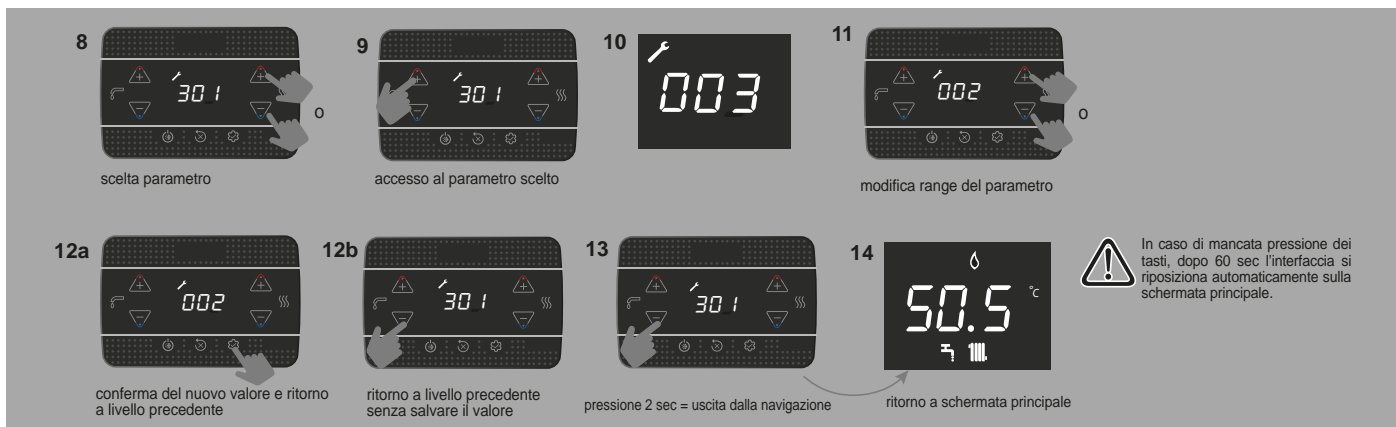 8
301
o
scelta parametro
9
301
accesso al parametro scelto
10
003
11
002
o
modifica range del parametro
12a
002
conferma del nuovo valore e ritorno
a livello precedente
12b
301
ritorno a livello precedente
senza salvare il valore
13
301
pressione 2 sec = uscita dalla navigazione
14
50.5 °C
ritorno a schermata principale
In caso di mancata pressione dei
tasti, dopo 60 sec l'interfaccia si
riposiziona automaticamente sulla
schermata principale.